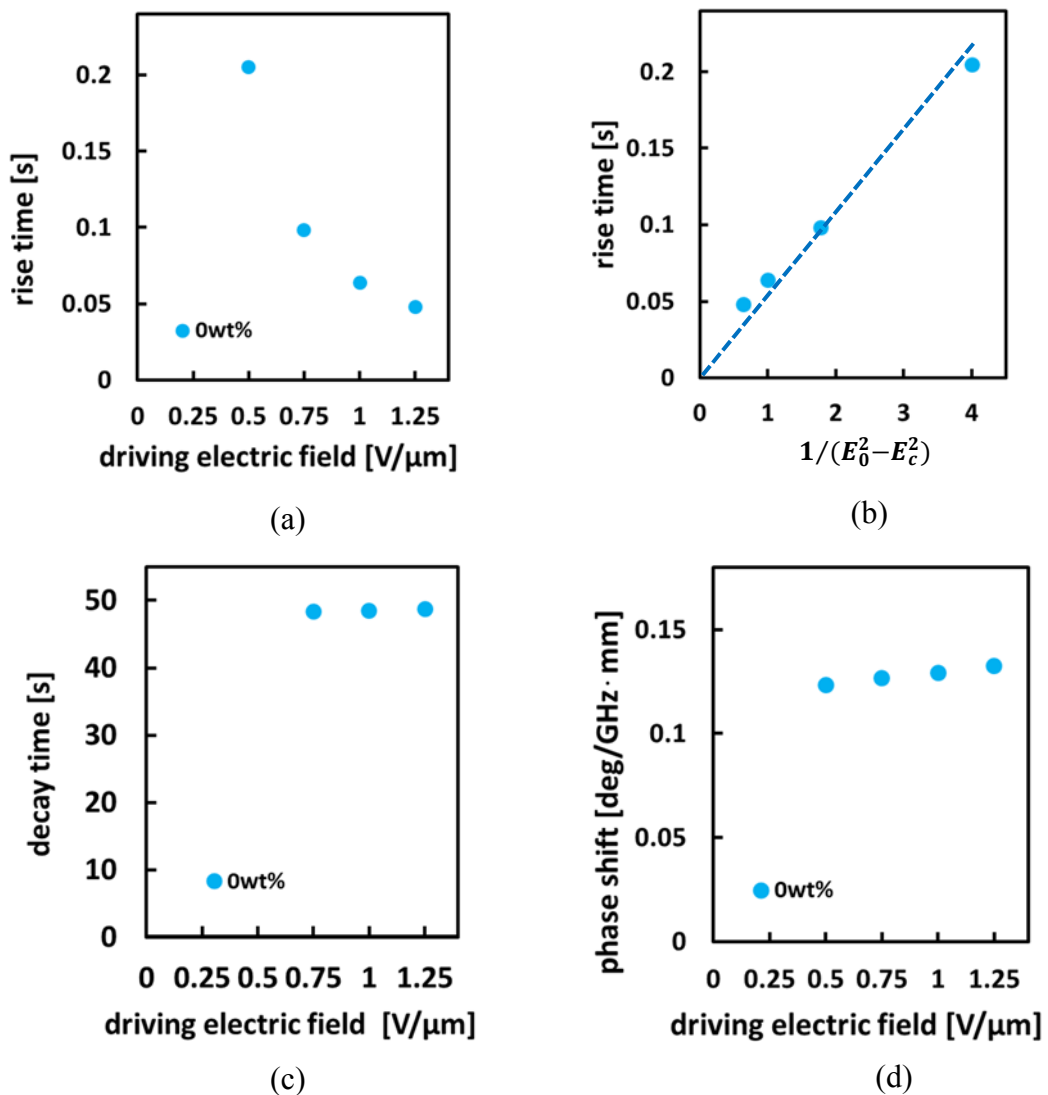 0.2
0.15
0.1
0.05
0
rise time [s]
0wt%
0 0.25 0.5 0.75 1 1.25
driving electric field [V/μm]
(a)
0.2
0.15
0.1
0.05
0
rise time [s]
0 1 2 3 4
1/(E₀²−E_c²)
(b)
50
40
30
20
10
0
decay time [s]
0wt%
0 0.25 0.5 0.75 1 1.25
driving electric field [V/μm]
(c)
0.15
0.1
0.05
0
phase shift [deg/GHz· mm]
0wt%
0 0.25 0.5 0.75 1 1.25
driving electric field [V/μm]
(d)